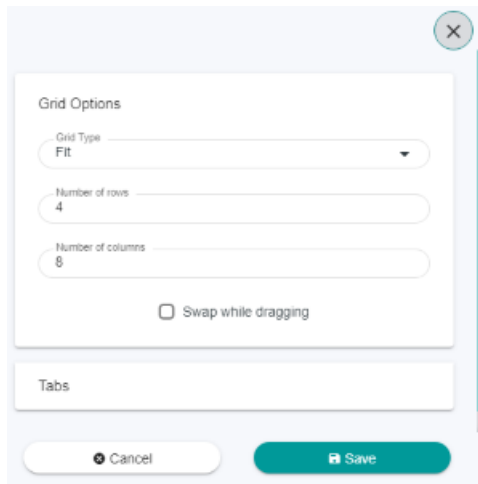 Grid Options
Grid Type
Fit
Number of rows
4
Number of columns
8
Swap while dragging
Tabs
Cancel
Save